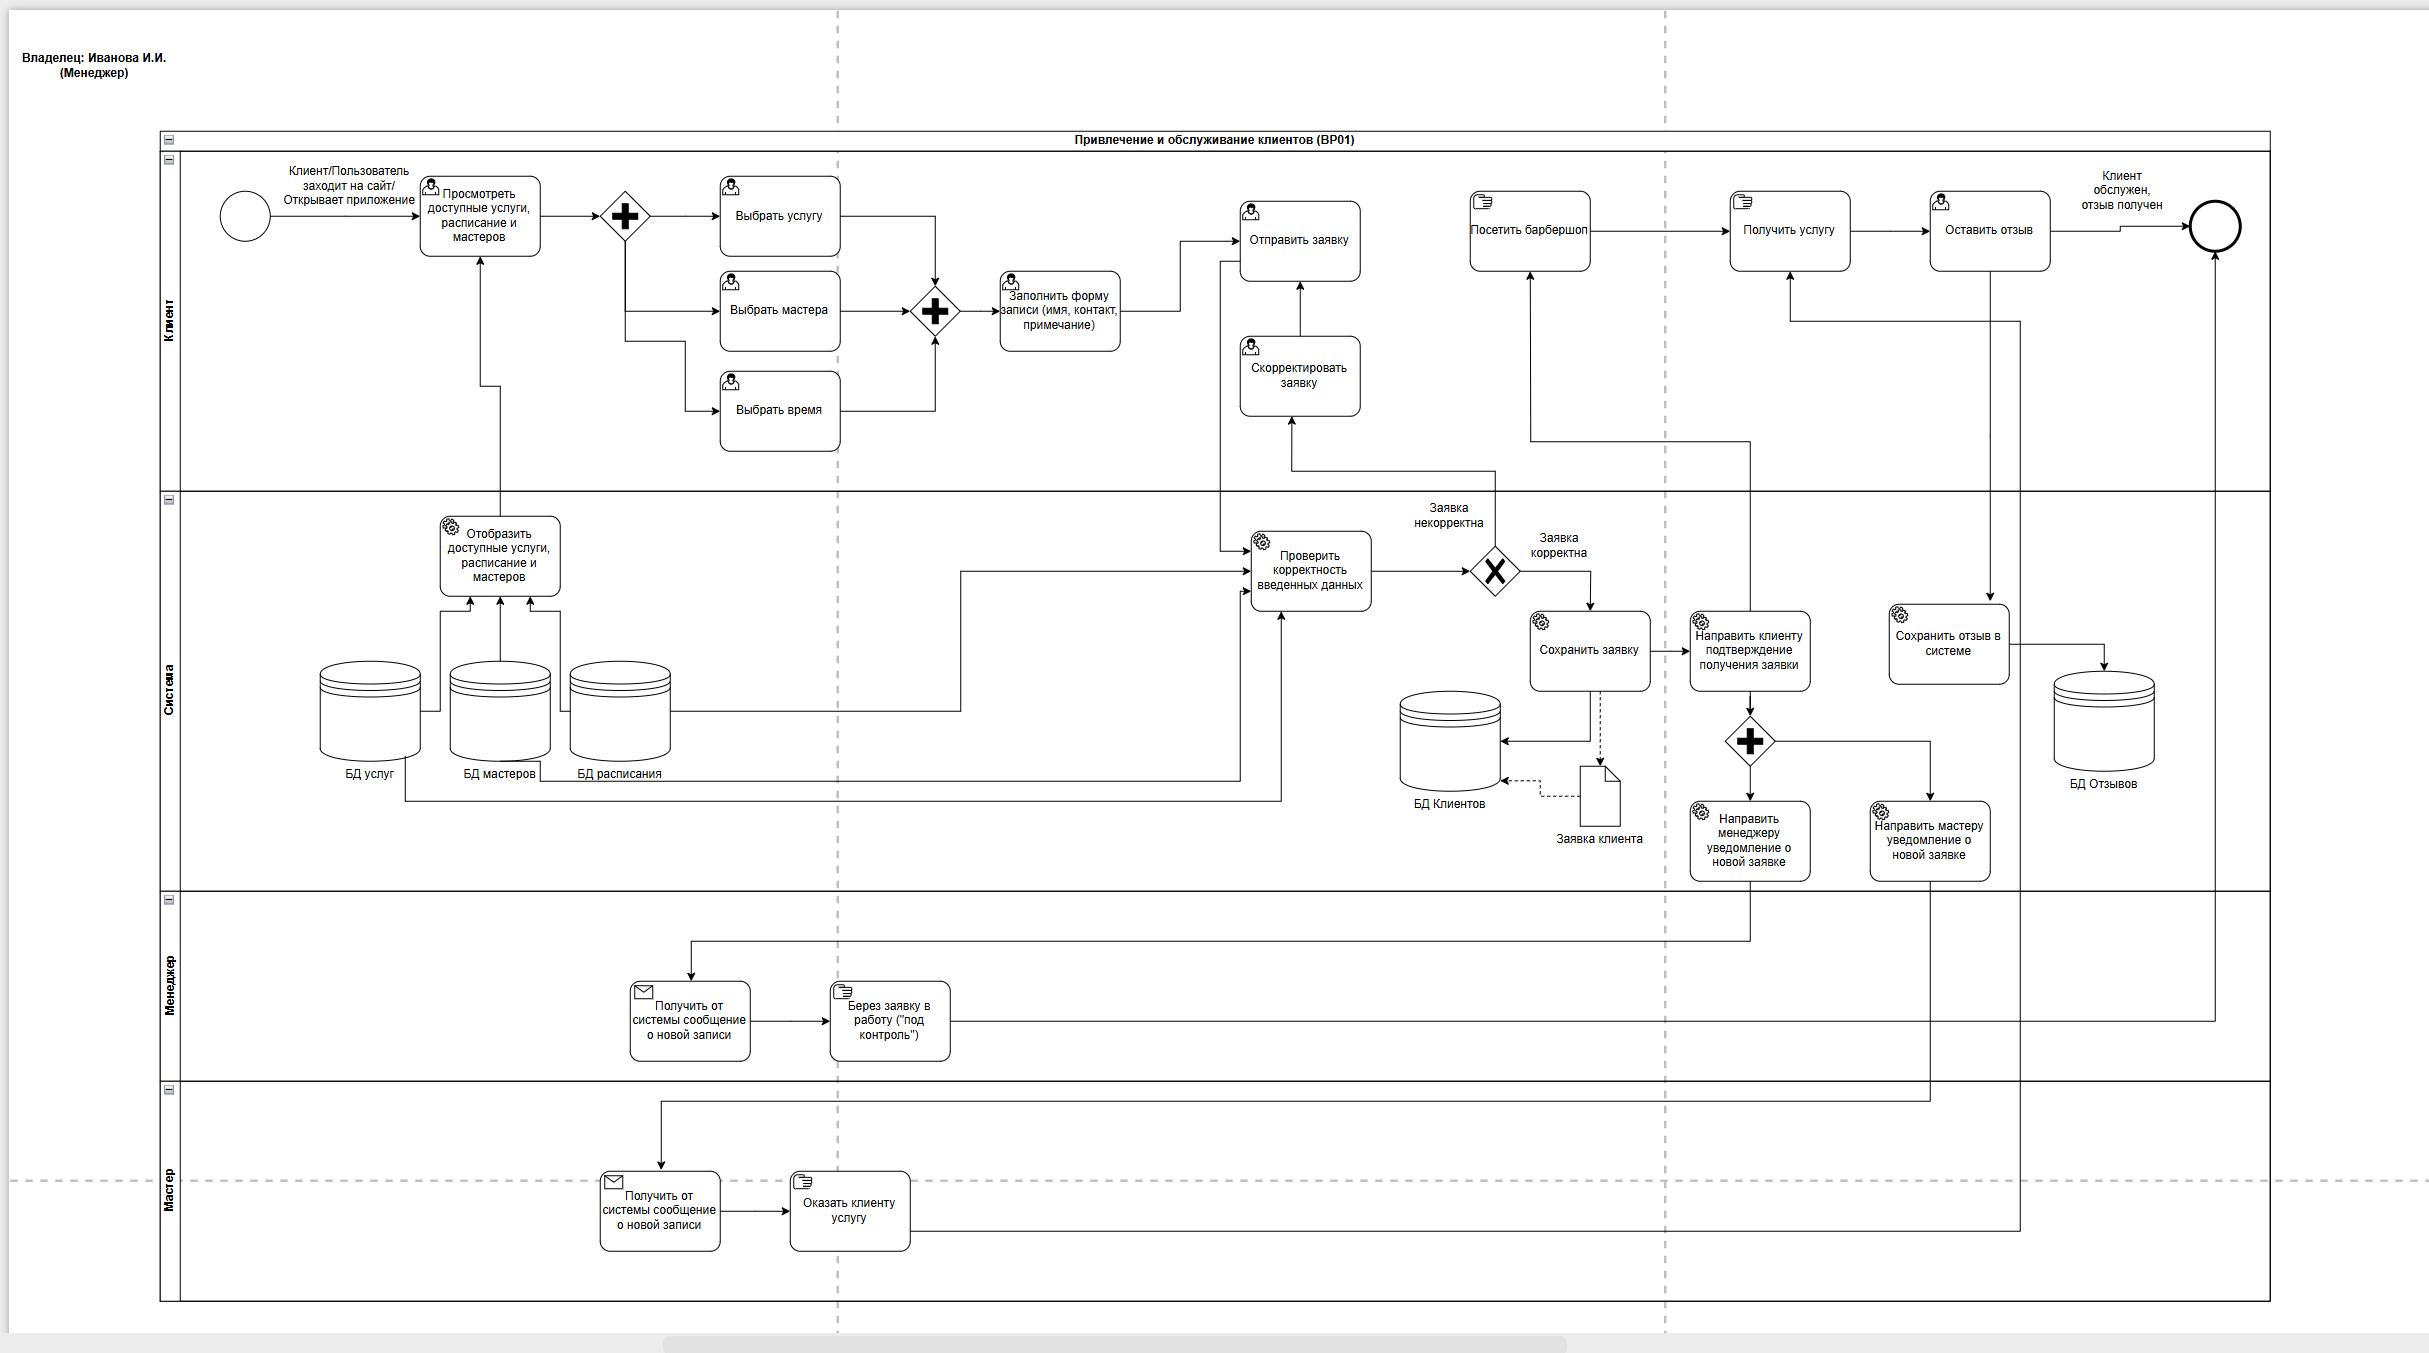 Владелец: Иванова И.И.
(Менеджер)
Привлечение и обслуживание клиентов (BP01)
Клиент
Клиент/Пользователь
заходит на сайт/
Открывает приложение
Просмотреть
доступные услуги,
расписание и
мастеров
Выбрать услугу
Выбрать мастера
Выбрать время
Заполнить форму
записи (имя, контакт,
примечание)
Отправить заявку
Скорректировать
заявку
Посетить барбершоп
Получить услугу
Оставить отзыв
Клиент
обслужен,
отзыв получен
Система
Отобразить
доступные услуги,
расписание и
мастеров
БД услуг
БД мастеров
БД расписания
Проверить
корректность
введенных данных
Заявка
некорректна
Заявка
корректна
Сохранить заявку
БД Клиентов
Заявка клиента
Направить клиенту
подтверждение
получения заявки
Направить
менеджеру
уведомление о
новой заявке
Направить мастеру
уведомление о
новой заявке
Сохранить отзыв в
системе
БД Отзывов
Менеджер
Получить от
системы сообщение
о новой записи
Берез заявку в
работу ("под
контроль")
Мастер
Получить от
системы сообщение
о новой записи
Оказать клиенту
услугу